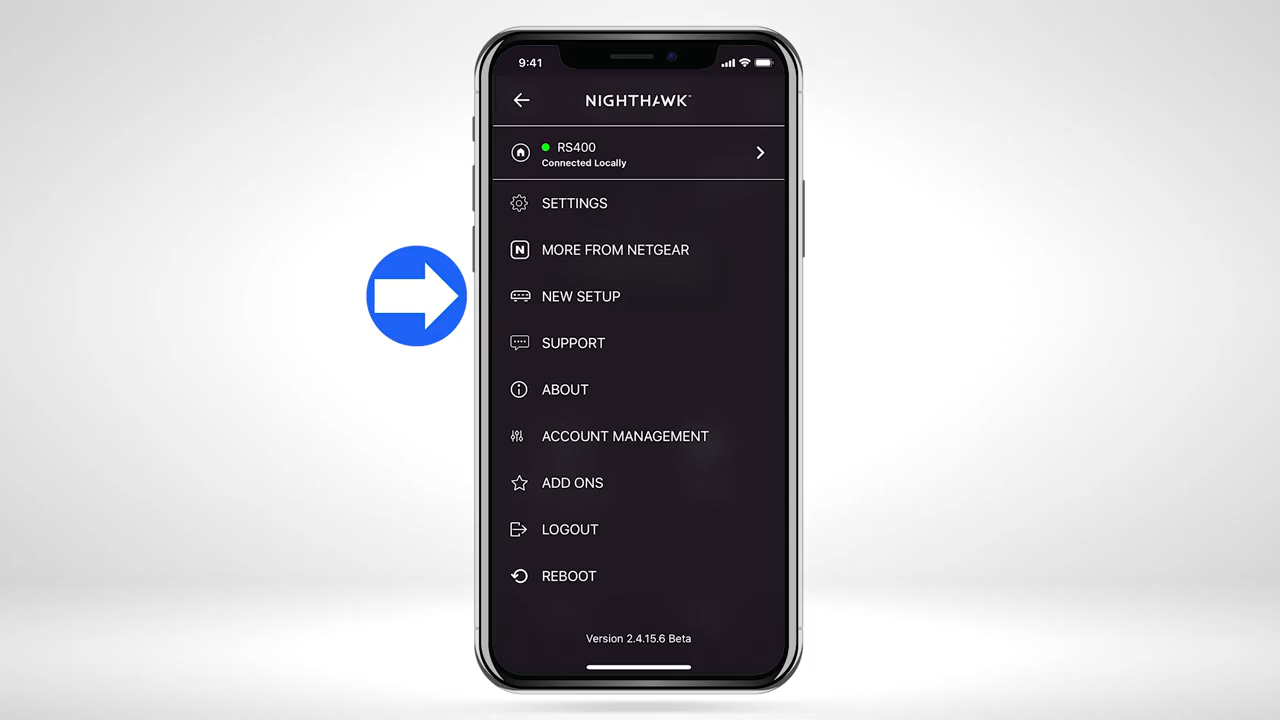 9:41
NIGHTHAWK™
RS400
Connected Locally
SETTINGS
N MORE FROM NETGEAR
NEW SETUP
SUPPORT
ABOUT
ACCOUNT MANAGEMENT
ADD ONS
LOGOUT
REBOOT
Version 2.4.15.6 Beta